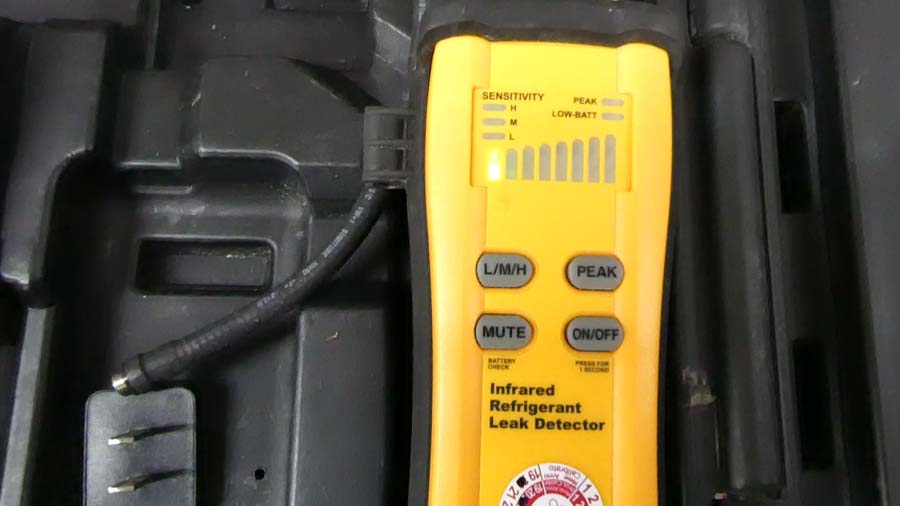 SENSITIVITY
H
M
L
PEAK
LOW-BATT
L/M/H
PEAK
MUTE
ON/OFF
BATTERY
CHECK
PRESS FOR
1 SECOND
Infrared
Refrigerant
Leak Detector